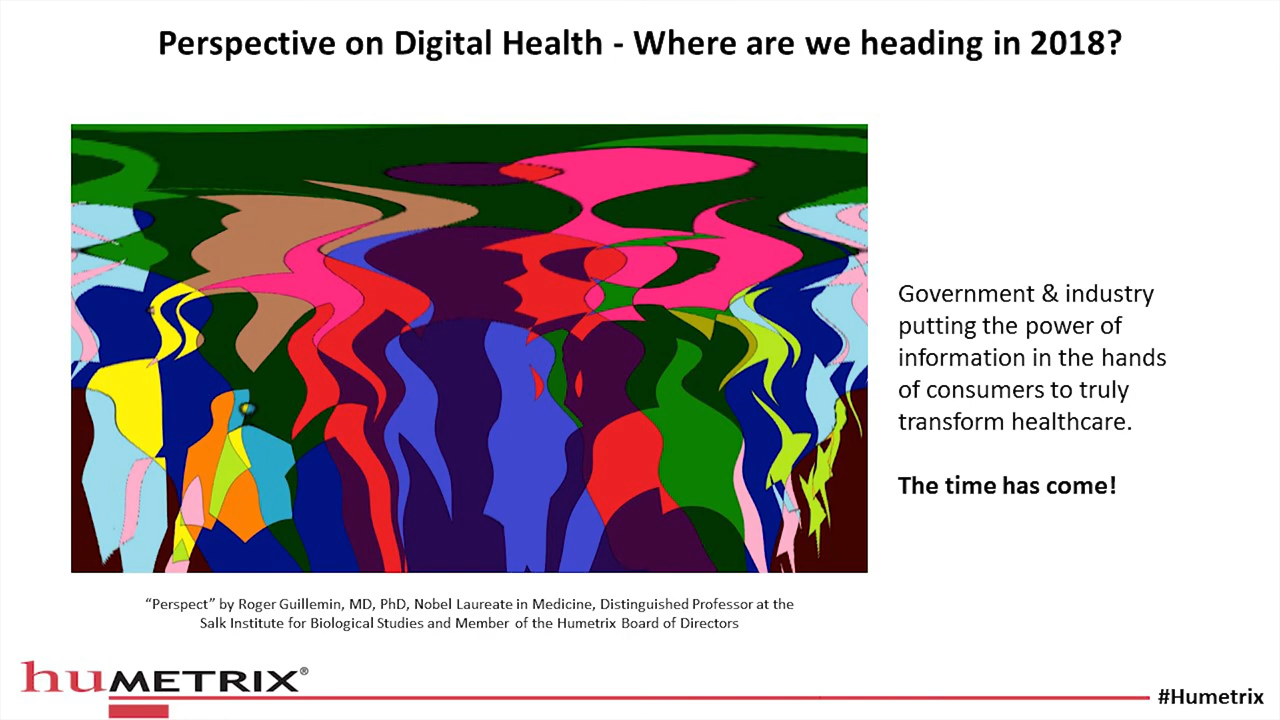 Perspective on Digital Health - Where are we heading in 2018?
Government & industry
putting the power of
information in the hands
of consumers to truly
transform healthcare.
The time has come!
“Perspect” by Roger Guillemin, MD, PhD, Nobel Laureate in Medicine, Distinguished Professor at the
Salk Institute for Biological Studies and Member of the Humetrix Board of Directors
huMETRIX®
#Humetrix